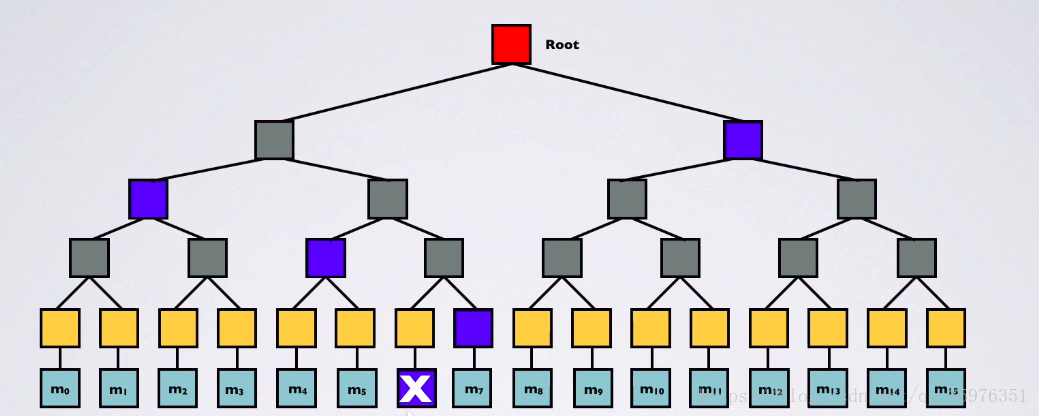 Root
m₀ m₁ m₂ m₃ m₄ m₅ X m₇ m₈ m₉ m₁₀ m₁₁ m₁₂ m₁₃ m₁₄ m₁₅